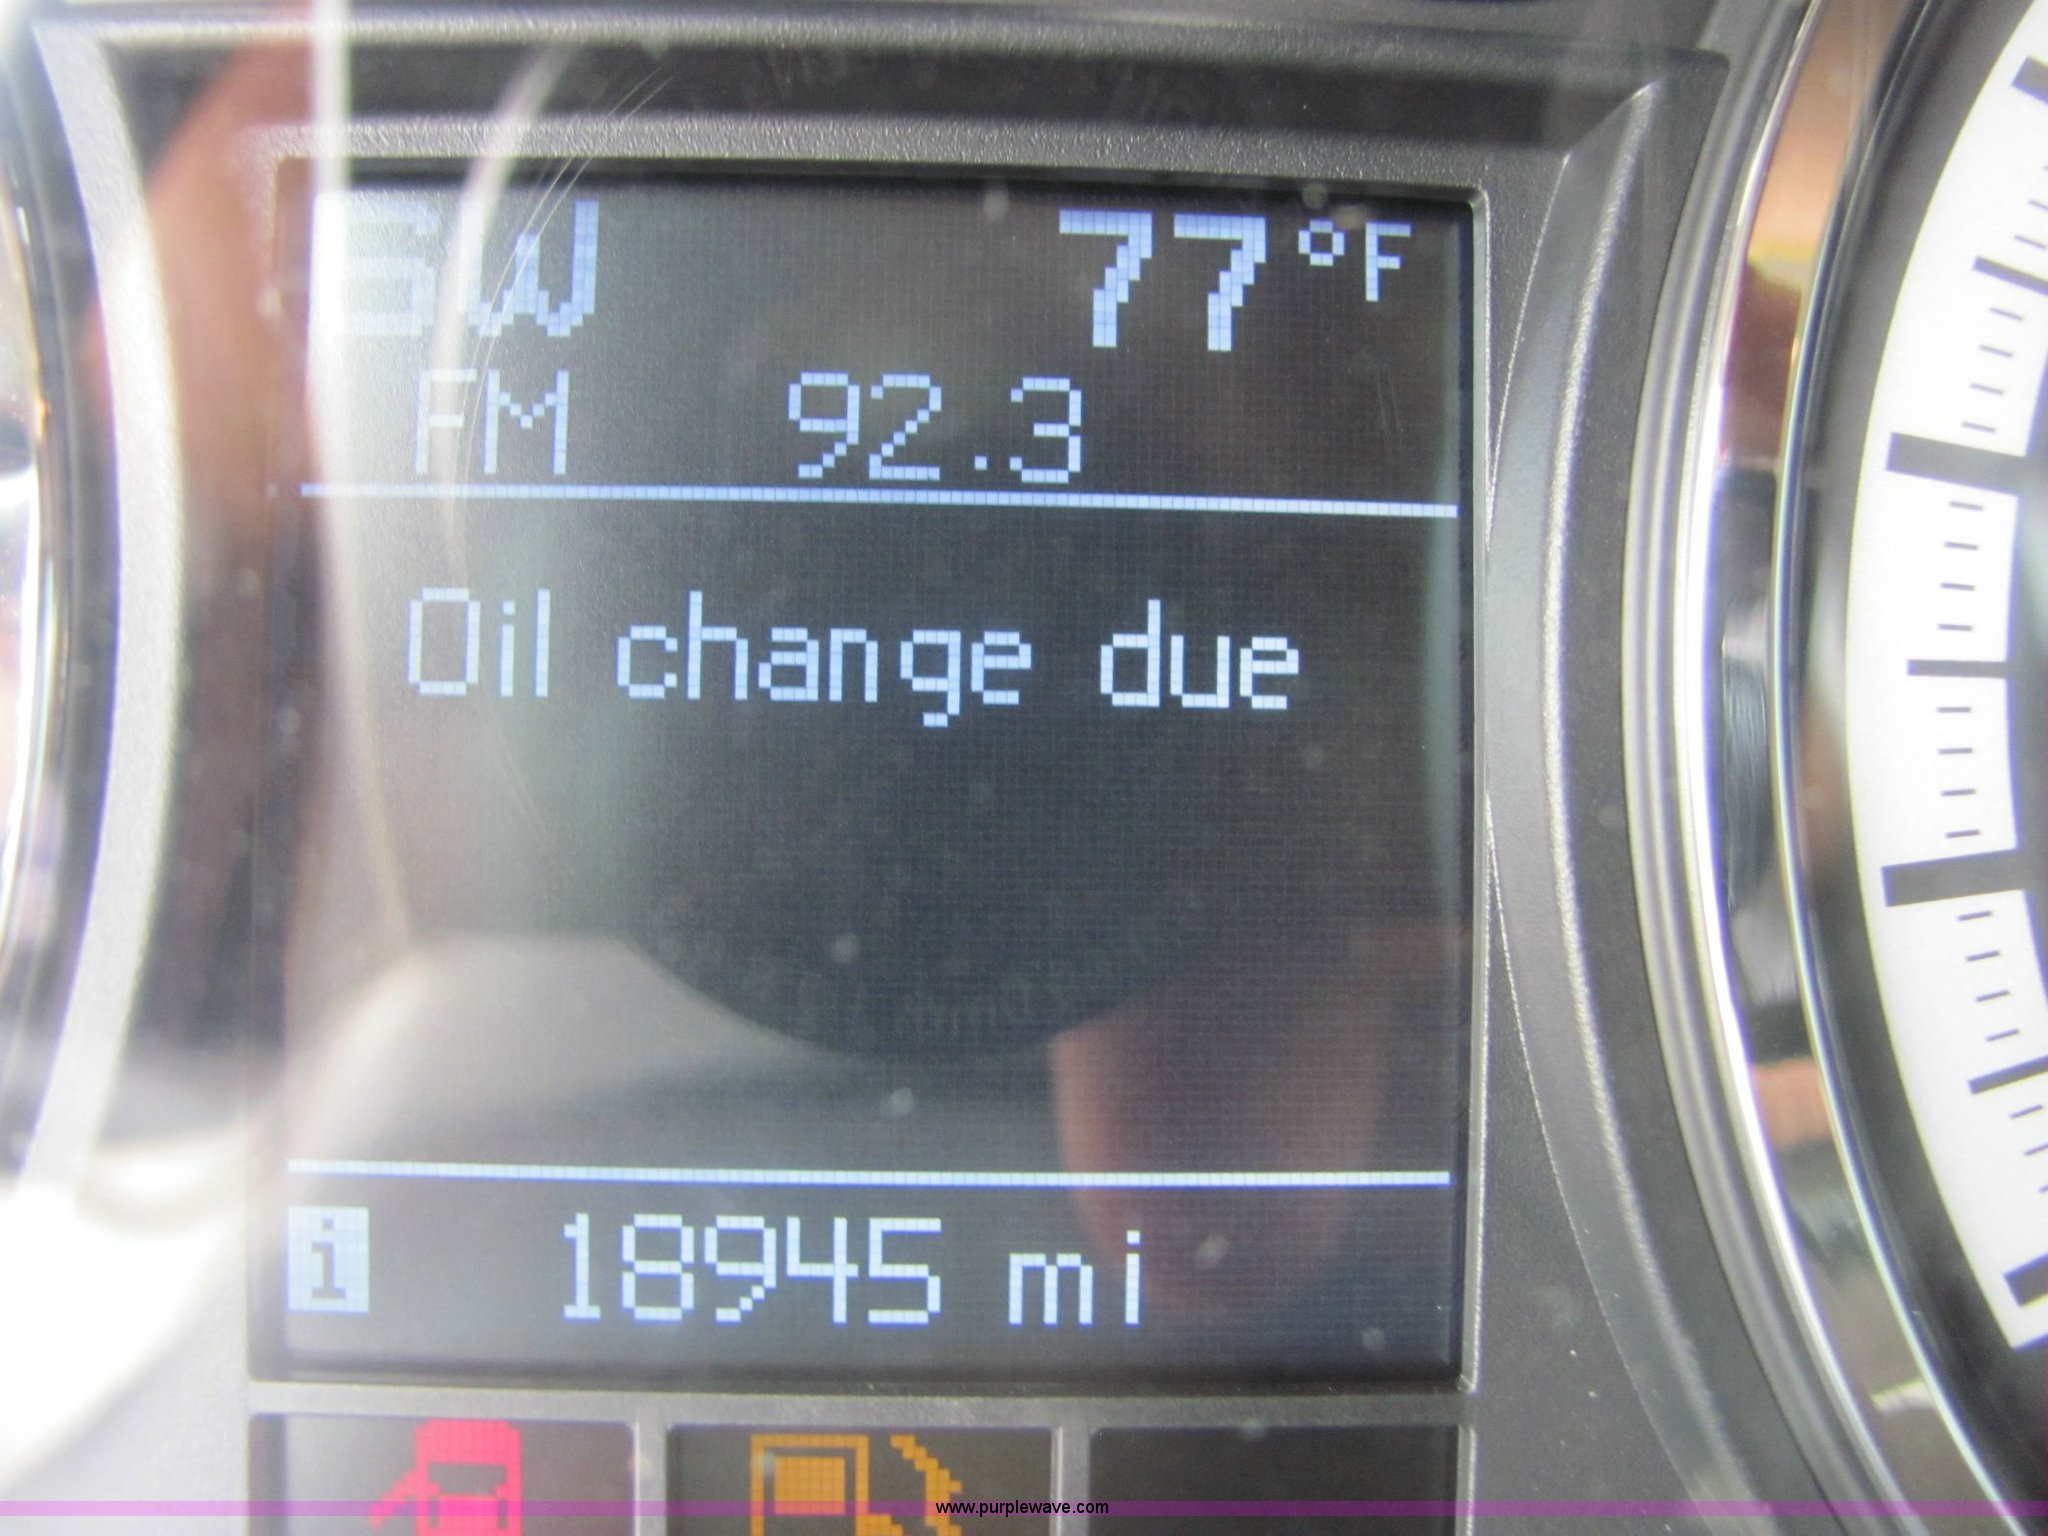 SW 77°F
FM 92.3
Oil change due
i 18945 mi
www.purplewave.com